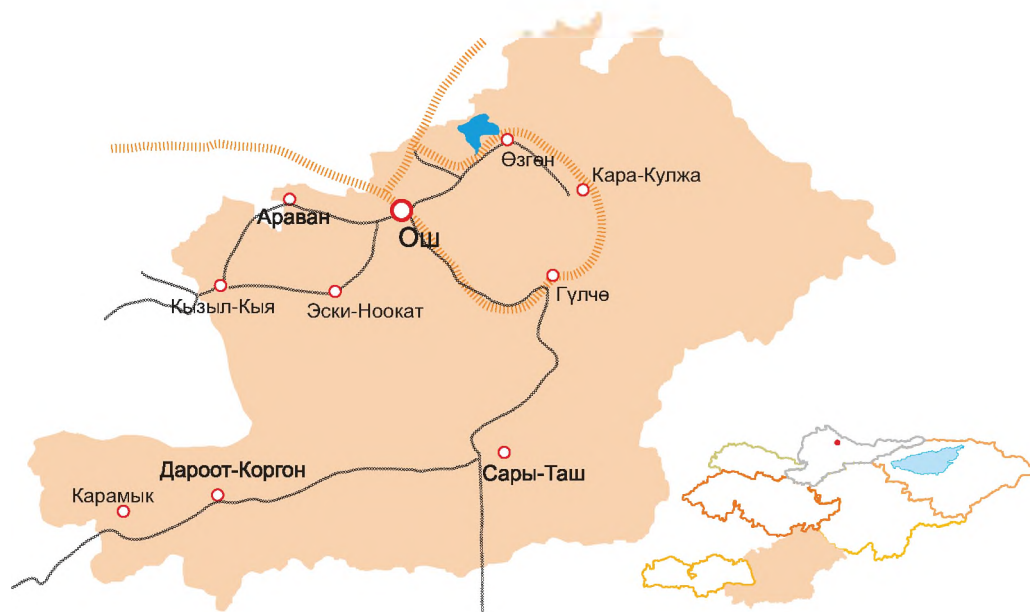 Өзгөн
Кара-Кулжа
Араван
Ош
Гүлчө
Кызыл-Кыя
Эски-Ноокат
Дароот-Коргон
Сары-Таш
Карамык